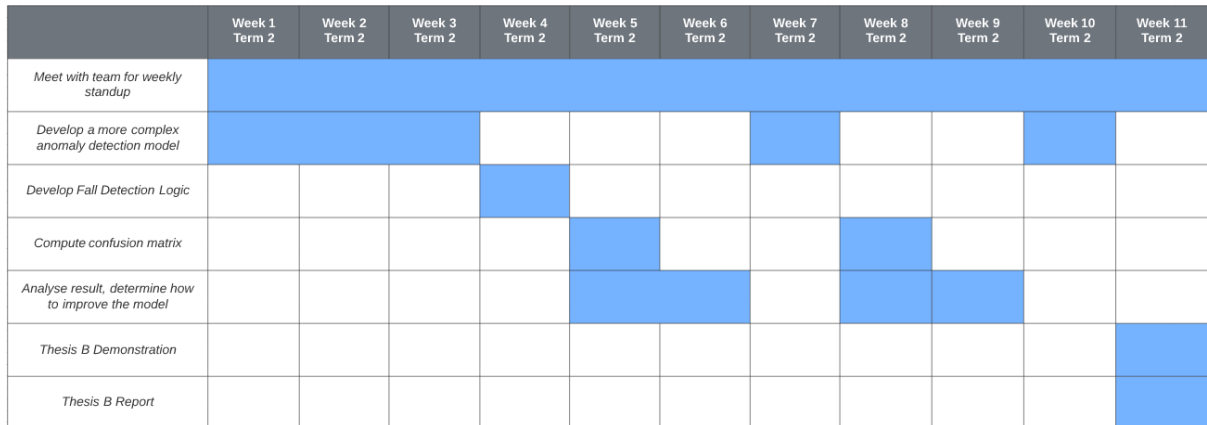 Week 1
Term 2
Week 2
Term 2
Week 3
Term 2
Week 4
Term 2
Week 5
Term 2
Week 6
Term 2
Week 7
Term 2
Week 8
Term 2
Week 9
Term 2
Week 10
Term 2
Week 11
Term 2
Meet with team for weekly
standup
Develop a more complex
anomaly detection model
Develop Fall Detection Logic
Compute confusion matrix
Analyse result, determine how
to improve the model
Thesis B Demonstration
Thesis B Report